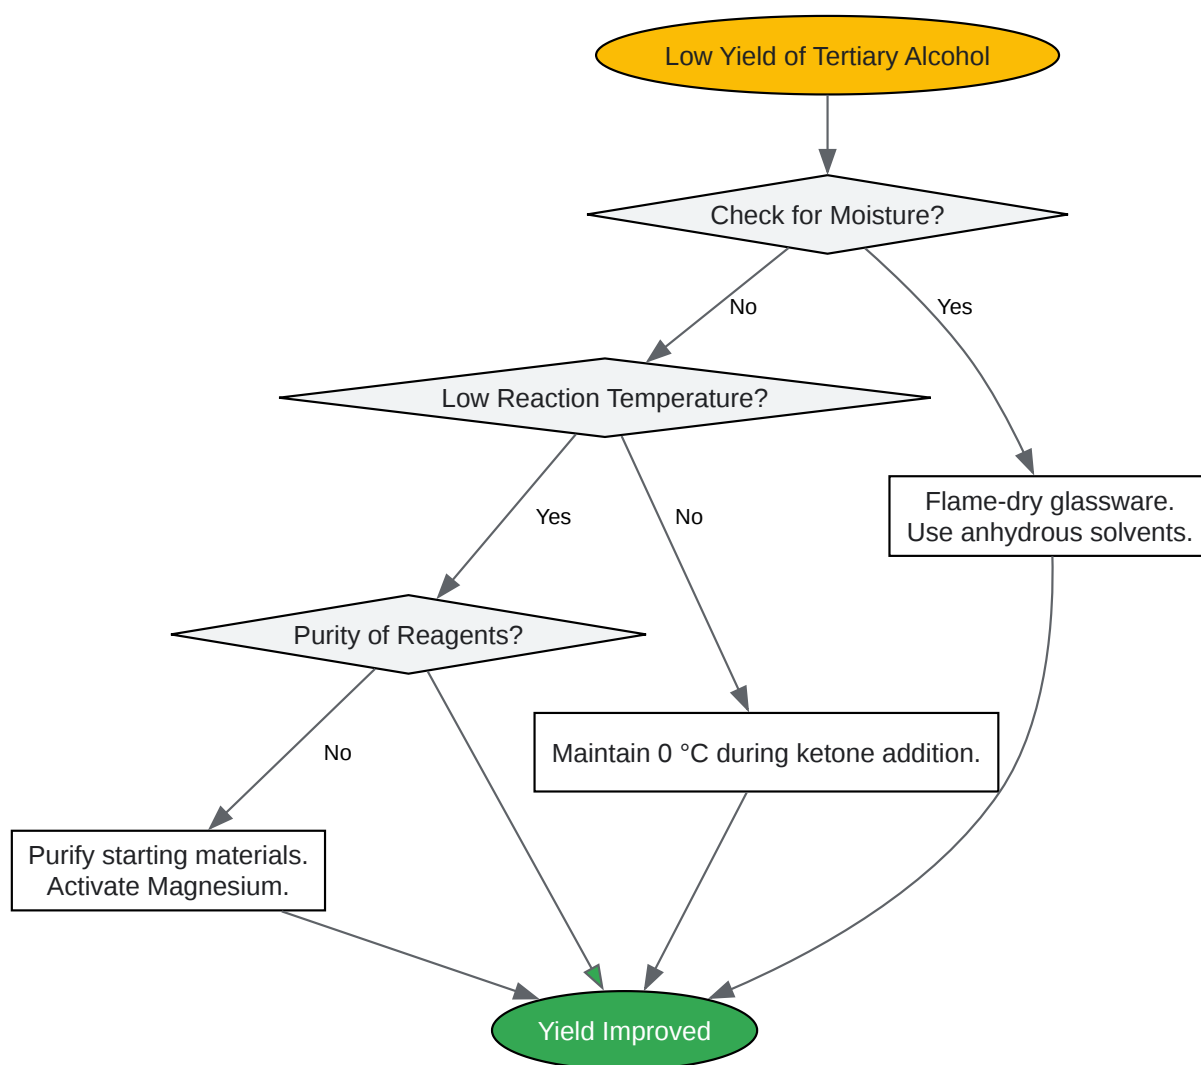 Low Yield of Tertiary Alcohol
Check for Moisture?
No
Yes
Low Reaction Temperature?
Flame-dry glassware.
Use anhydrous solvents.
Yes
No
Purity of Reagents?
No
Maintain 0 °C during ketone addition.
Purify starting materials.
Activate Magnesium.
Yield Improved